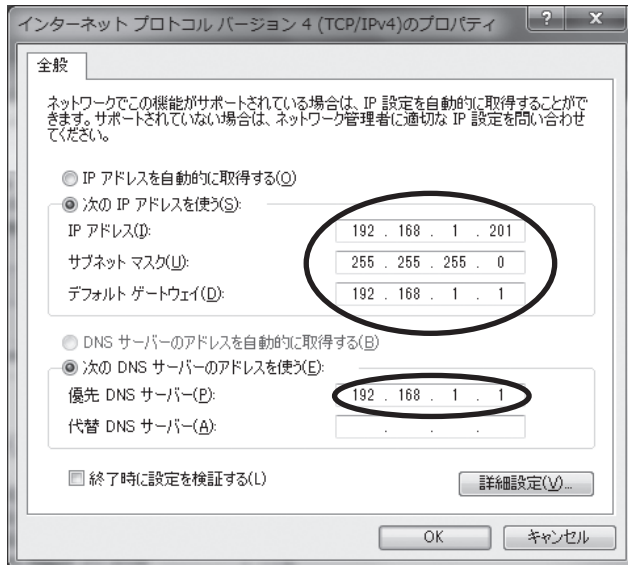 インターネット プロトコル バージョン 4 (TCP/IPv4)のプロパティ
? x
全般
ネットワークでこの機能がサポートされている場合は、IP 設定を自動的に取得することがで
きます。サポートされていない場合は、ネットワーク管理者に適切な IP 設定を問い合わせ
てください。
IP アドレスを自動的に取得する(O)
次の IP アドレスを使う(S):
IP アドレス(I): 192 . 168 . 1 . 201
サブネット マスク(U): 255 . 255 . 255 . 0
デフォルト ゲートウェイ(D): 192 . 168 . 1 . 1
DNS サーバーのアドレスを自動的に取得する(B)
次の DNS サーバーのアドレスを使う(E):
優先 DNS サーバー(P): 192 . 168 . 1 . 1
代替 DNS サーバー(A): . . .
終了時に設定を検証する(L)
詳細設定(V)...
OK キャンセル